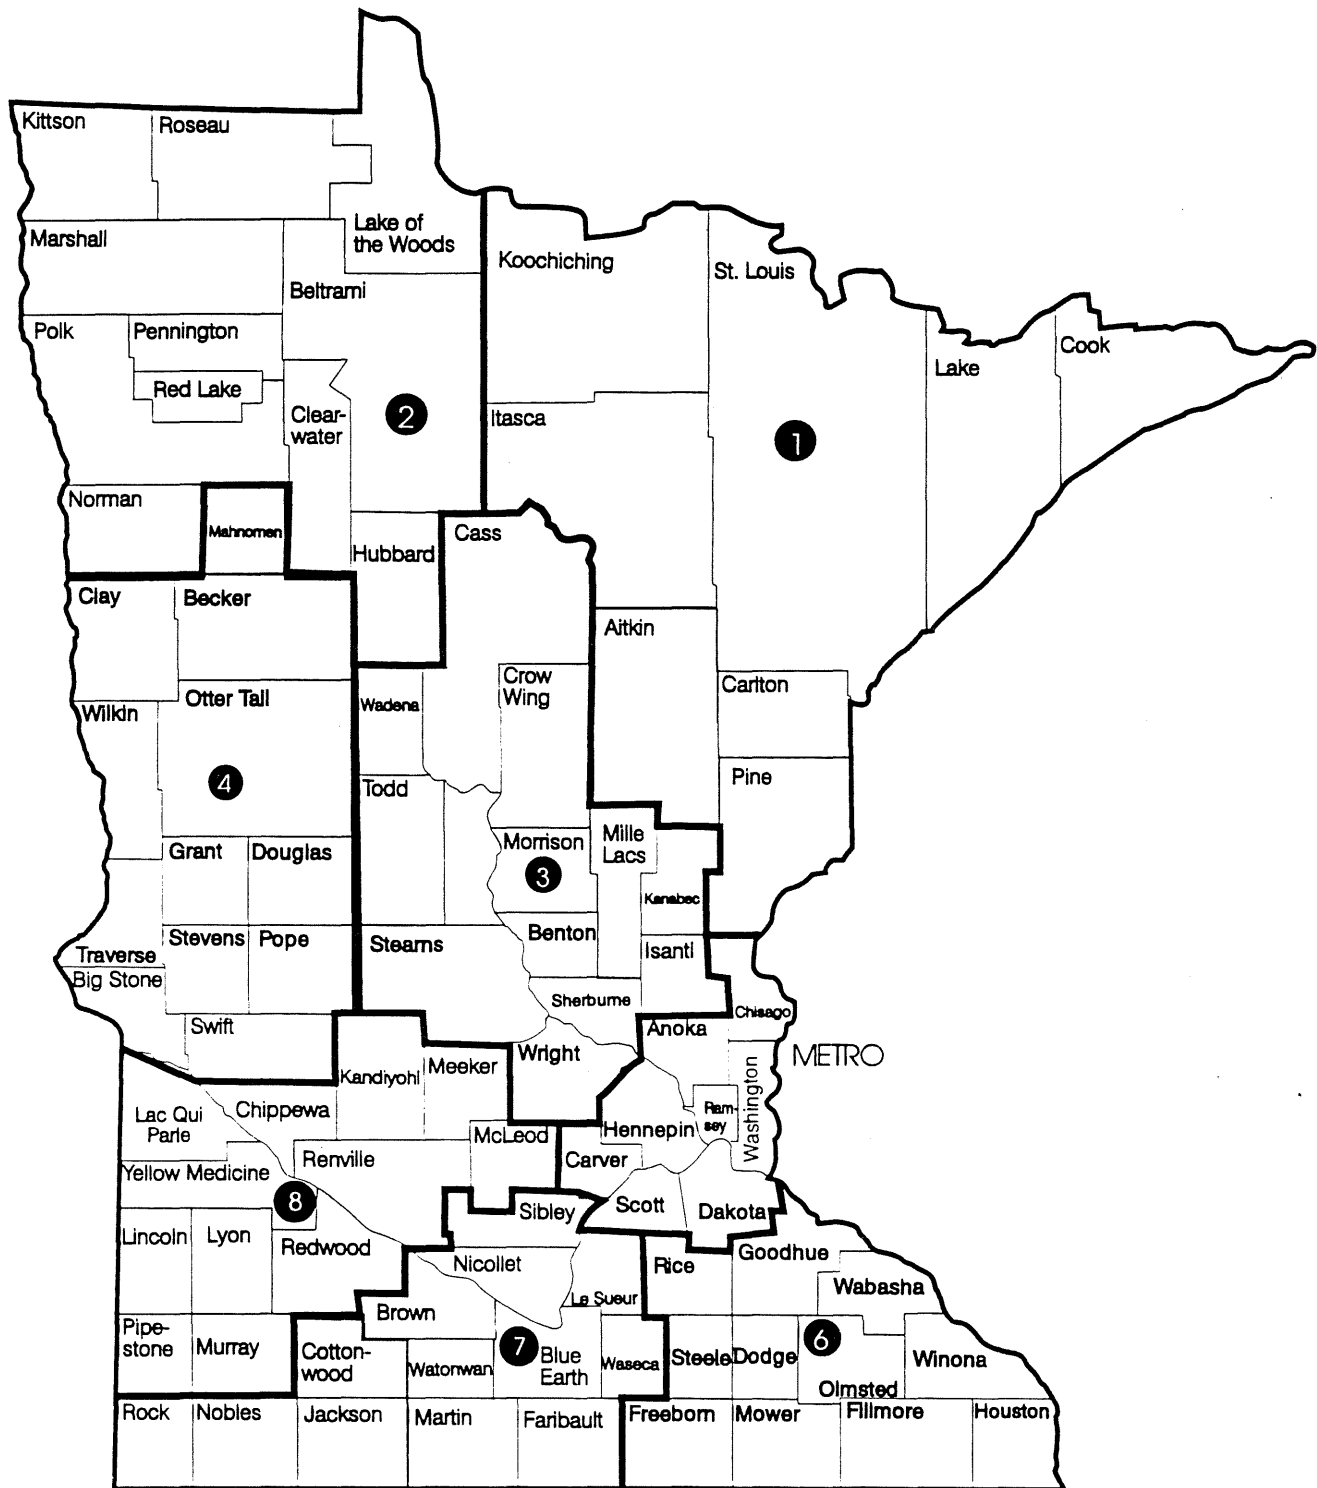 Kittson
Roseau
Lake of
the Woods
Marshall
Koochiching
St. Louis
Beltrami
Polk
Pennington
Cook
Lake
Red Lake
Clear-
water
2
Itasca
1
Norman
Mahnomen
Cass
Hubbard
Clay
Becker
Aitkin
Crow
Wing
Carlton
Otter Tail
Wadena
Wilkin
4
Todd
Pine
Mille
Lacs
Morrison
Grant
Douglas
3
Kanabec
Benton
Stevens
Pope
Stearns
Isanti
Traverse
Big Stone
Sherburne
Chisago
Swift
Anoka
METRO
Wright
Meeker
Kandiyohi
Washington
Chippewa
Lac Qui
Parle
Ram-
sey
Hennepin
McLeod
Renville
Carver
Yellow Medicine
8
Scott
Dakota
Sibley
Lincoln
Lyon
Redwood
Goodhue
Nicollet
Rice
Wabasha
Le Sueur
Brown
Pipe-
stone
Murray
Cotton-
wood
7
6
Blue
Earth
Watonwan
Waseca
Steele
Dodge
Winona
Olmsted
Rock
Nobles
Jackson
Martin
Faribault
Freeborn
Mower
Fillmore
Houston